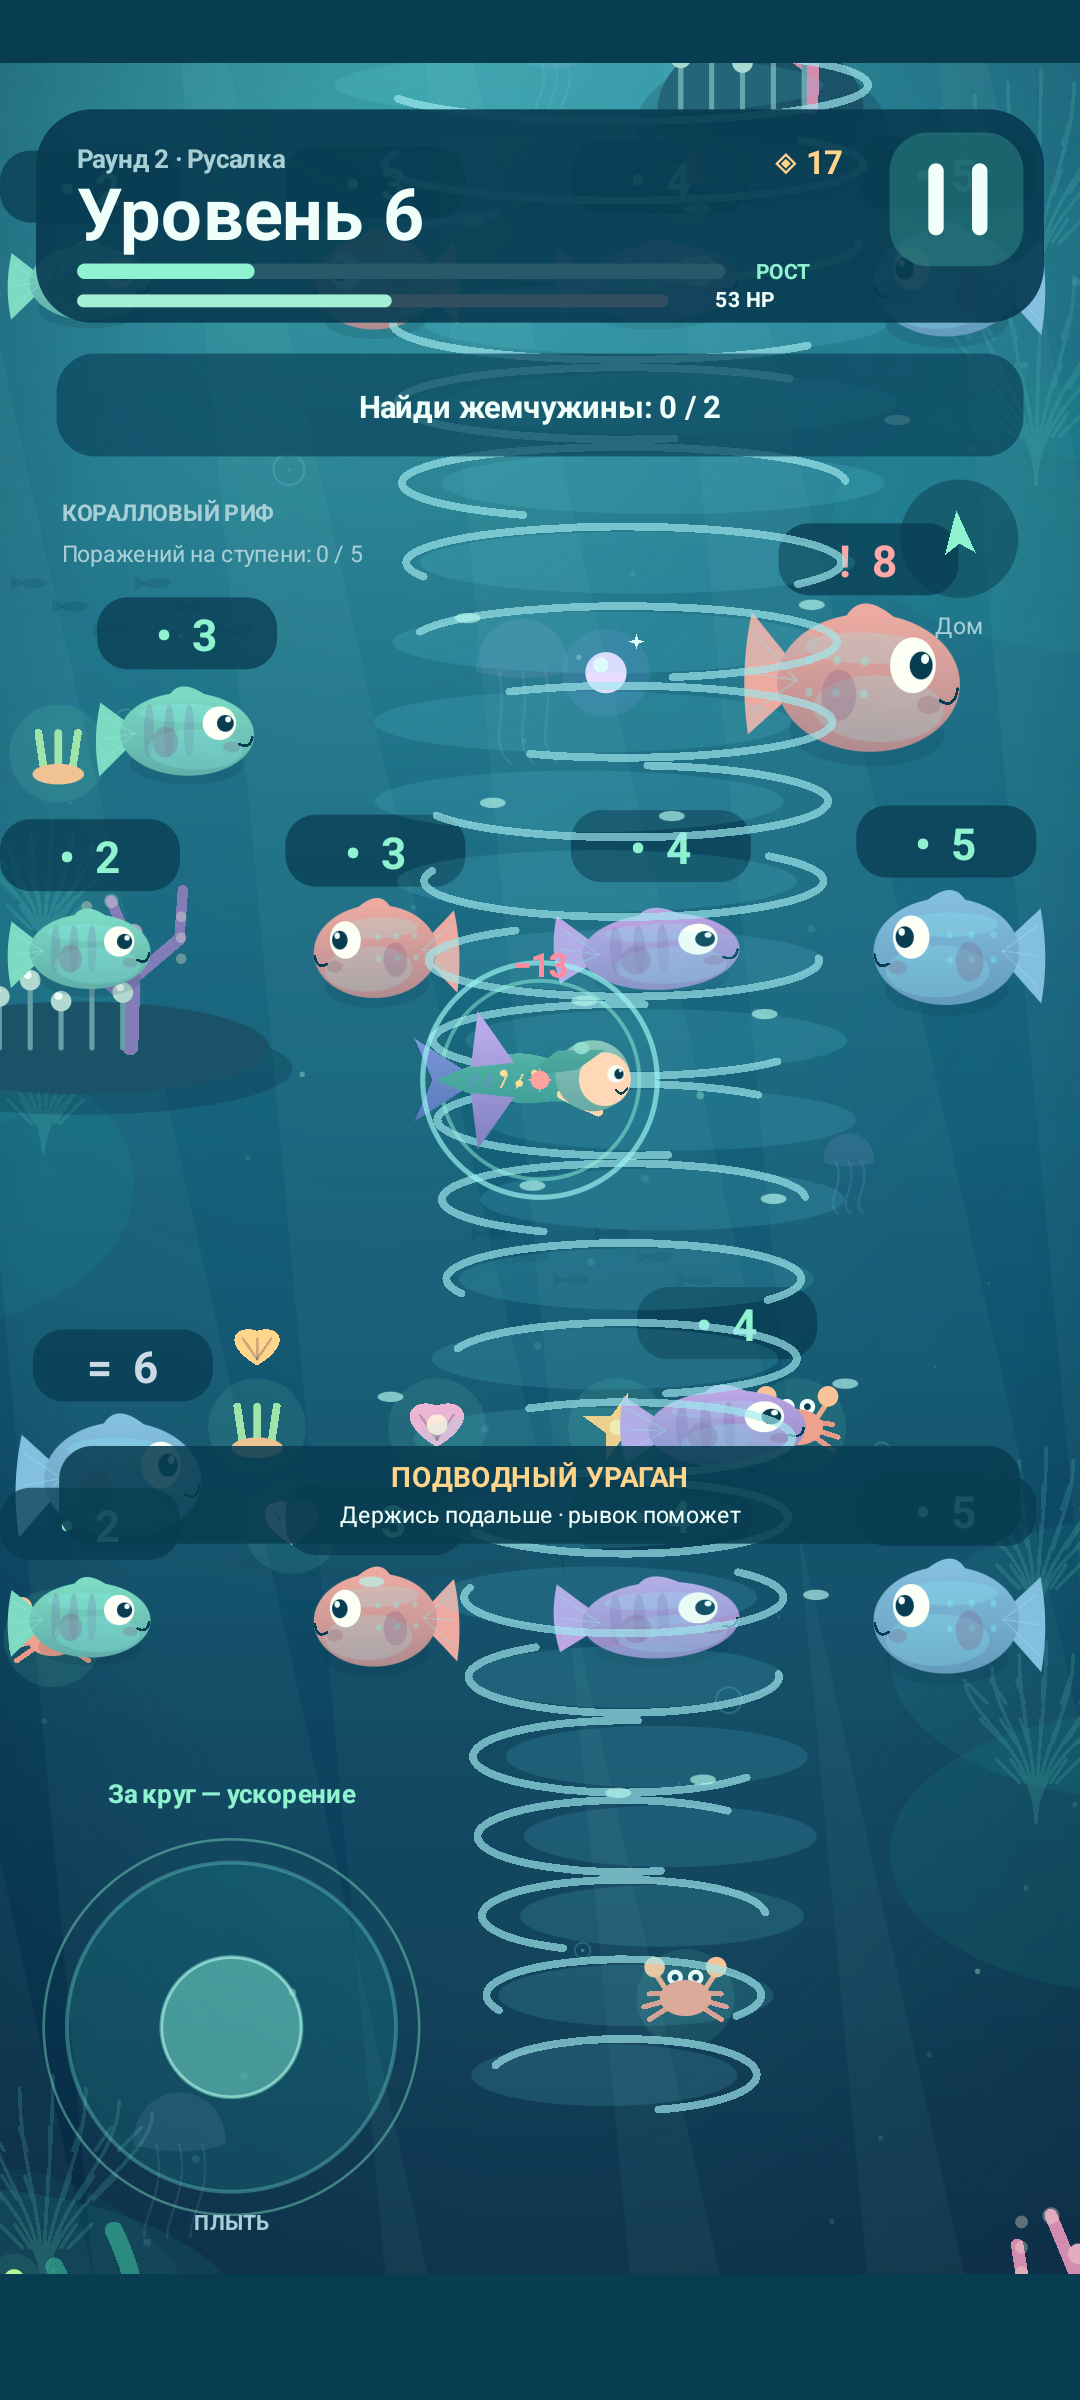 Раунд 2 · Русалка
17
Уровень 6
РОСТ
53 HP
Найди жемчужины: 0 / 2
КОРАЛЛОВЫЙ РИФ
Поражений на ступени: 0 / 5
! 8
Дом
• 3
• 2
• 3
• 4
• 5
−13
• 4
= 6
ПОДВОДНЫЙ УРАГАН
Держись подальше · рывок поможет
• 2
3
4
• 5
За круг — ускорение
ПЛЫТЬ